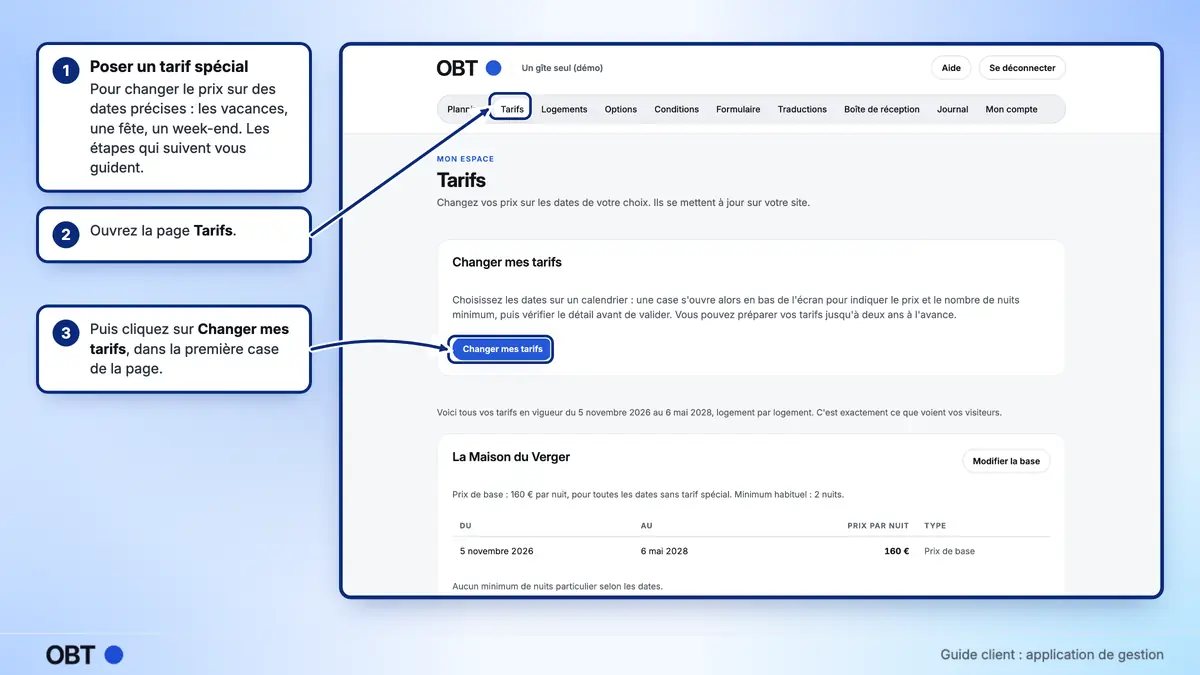 1
Poser un tarif spécial
Pour changer le prix sur des
dates précises : les vacances,
une fête, un week-end. Les
étapes qui suivent vous
guident.
2
Ouvrez la page Tarifs.
3
Puis cliquez sur Changer mes
tarifs, dans la première case
de la page.
OBT
Un gîte seul (démo)
Aide
Se déconnecter
Tarifs
Logements
Options
Conditions
Formulaire
Traductions
Boîte de réception
Journal
Mon compte
MON ESPACE
Tarifs
Changez vos prix sur les dates de votre choix. Ils se mettent à jour sur votre site.
Changer mes tarifs
Choisissez les dates sur un calendrier : une case s'ouvre alors en bas de l'écran pour indiquer le prix et le nombre de nuits
minimum, puis vérifier le détail avant de valider. Vous pouvez préparer vos tarifs jusqu'à deux ans à l'avance.
Changer mes tarifs
Voici tous vos tarifs en vigueur du 5 novembre 2026 au 6 mai 2028, logement par logement. C'est exactement ce que voient vos visiteurs.
La Maison du Verger
Modifier la base
Prix de base : 160 € par nuit, pour toutes les dates sans tarif spécial. Minimum habituel : 2 nuits.
DU AU PRIX PAR NUIT TYPE
5 novembre 2026 6 mai 2028 160 € Prix de base
Aucun minimum de nuits particulier selon les dates.
OBT
Guide client : application de gestion